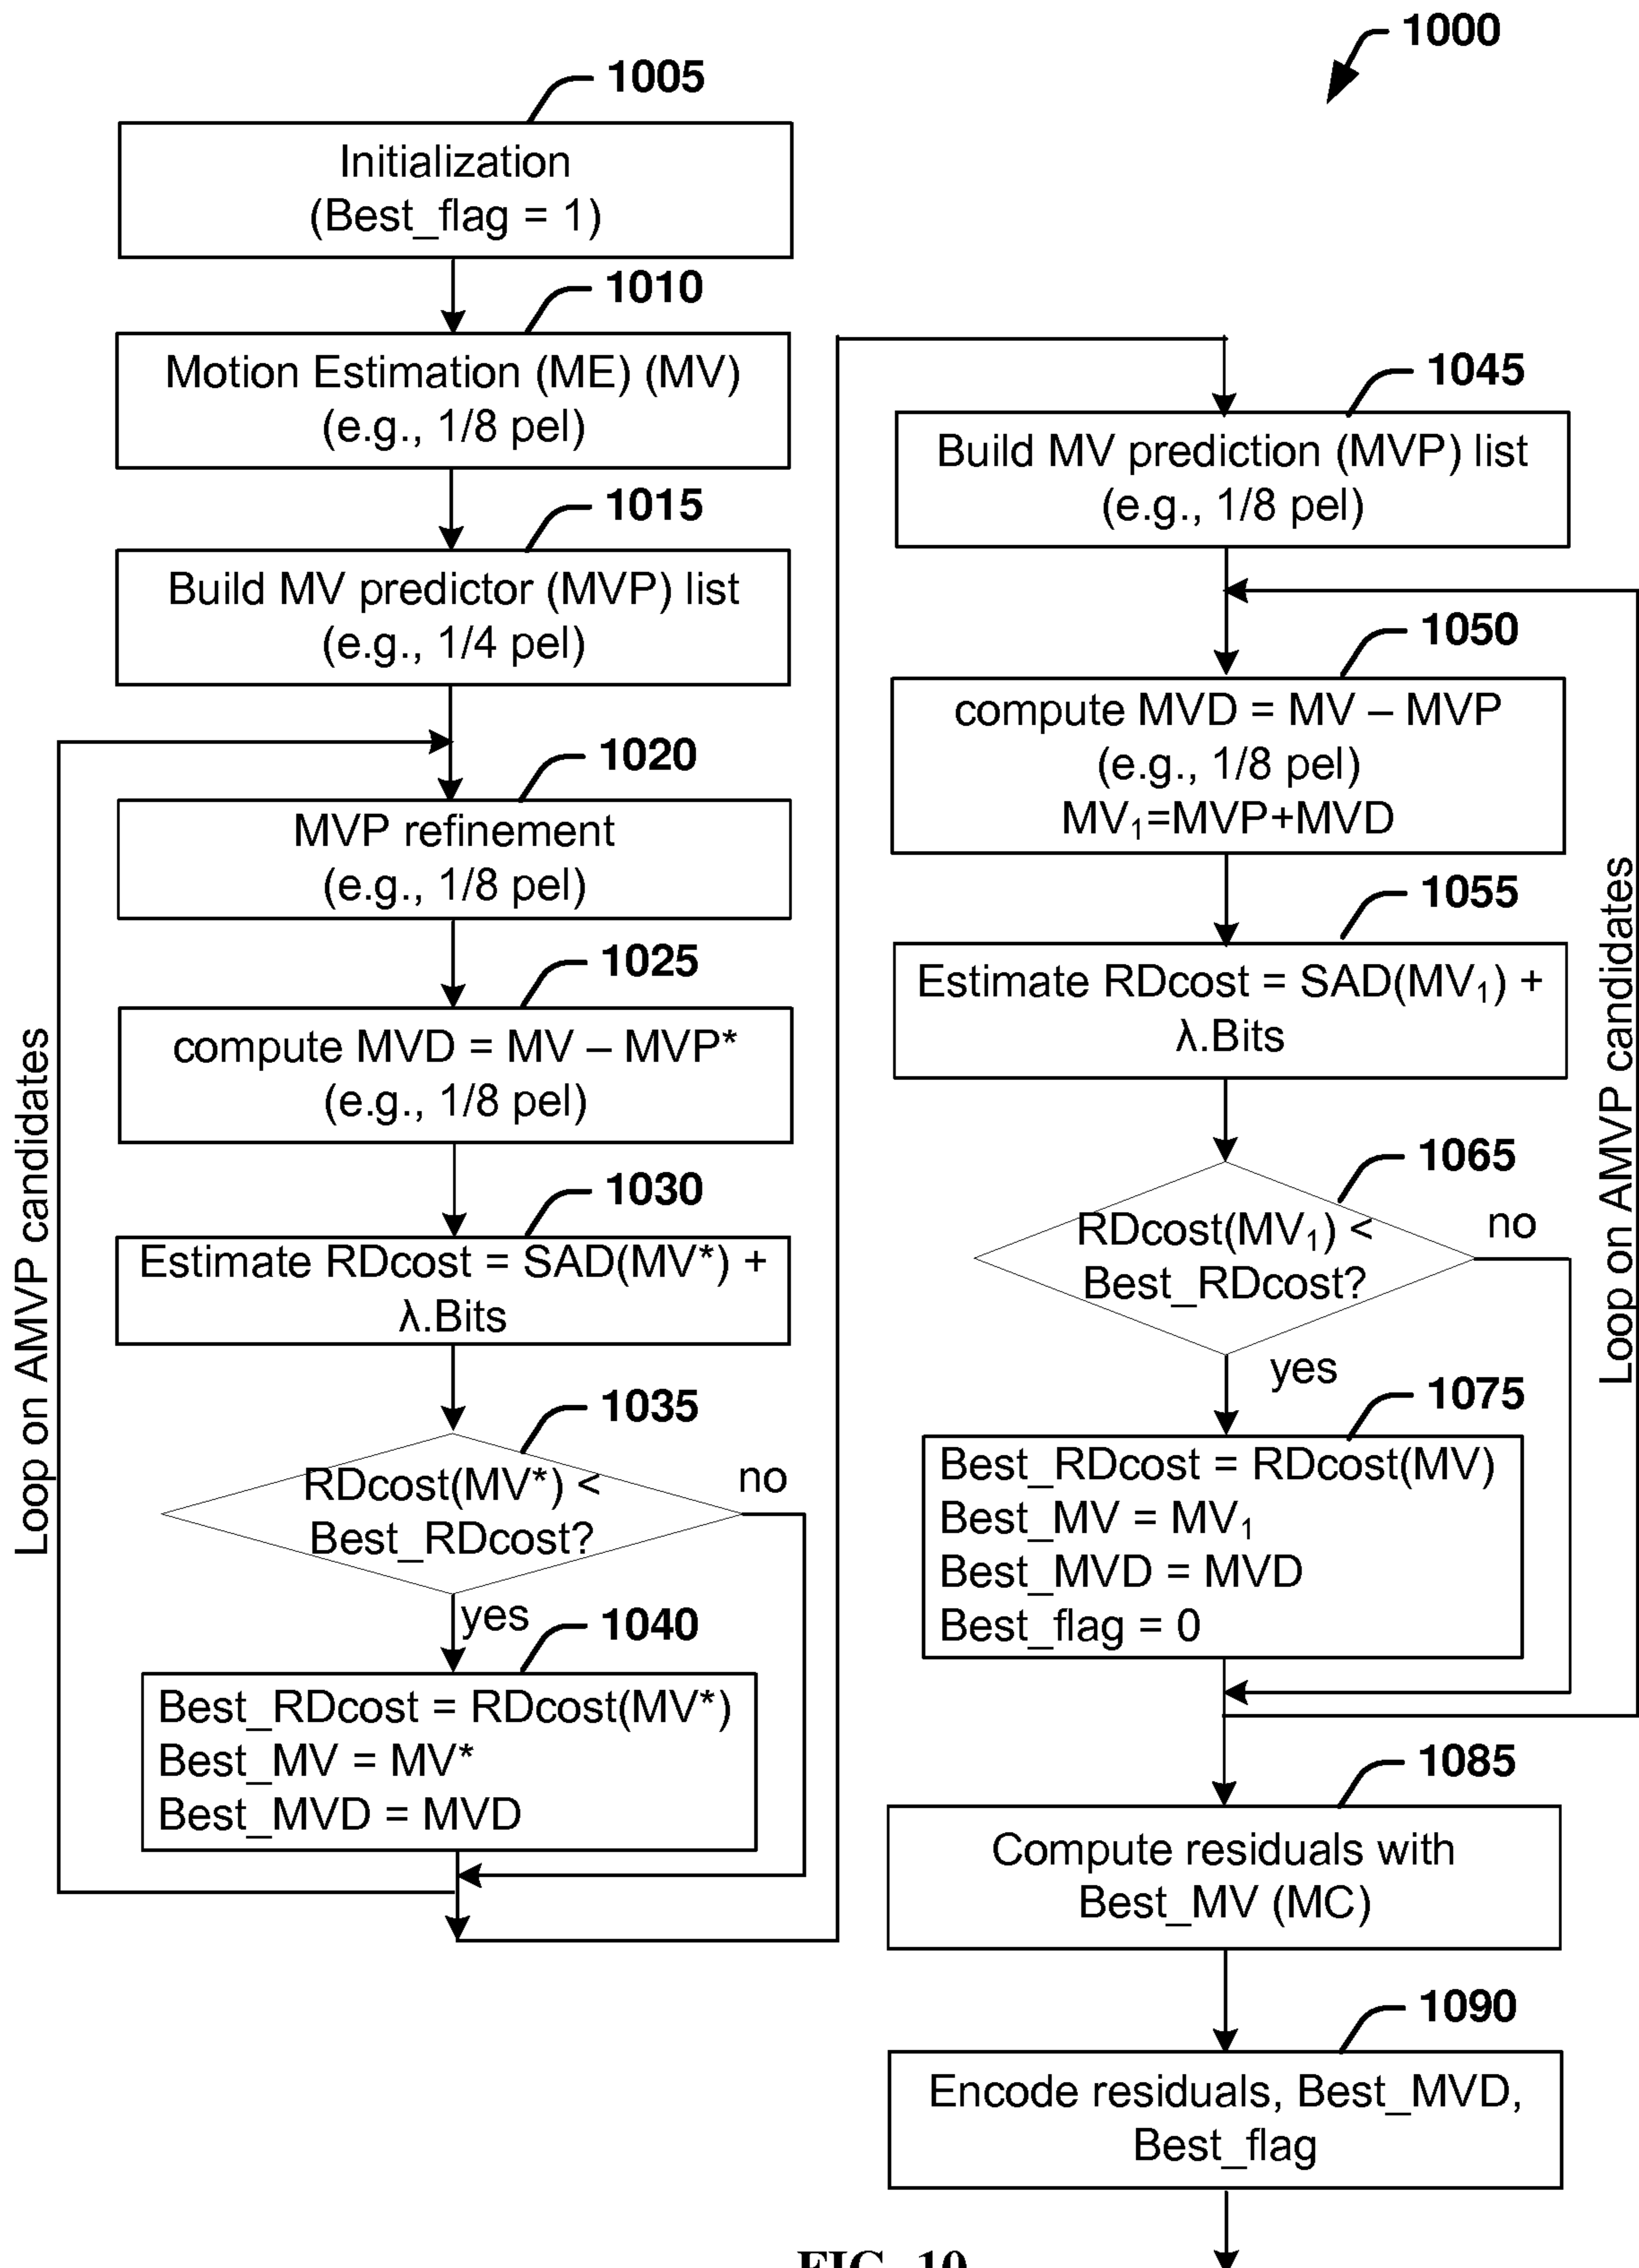 1000
1005
Initialization
(Best_flag = 1)
1010
Motion Estimation (ME) (MV)
(e.g., 1/8 pel)
1015
Build MV predictor (MVP) list
(e.g., 1/4 pel)
Loop on AMVP candidates
1020
MVP refinement
(e.g., 1/8 pel)
1025
compute MVD = MV – MVP*
(e.g., 1/8 pel)
1030
Estimate RDcost = SAD(MV*) +
λ.Bits
1035
RDcost(MV*) <
Best_RDcost?
no
yes
1040
Best_RDcost = RDcost(MV*)
Best_MV = MV*
Best_MVD = MVD
1045
Build MV prediction (MVP) list
(e.g., 1/8 pel)
Loop on AMVP candidates
1050
compute MVD = MV – MVP
(e.g., 1/8 pel)
MV₁=MVP+MVD
1055
Estimate RDcost = SAD(MV₁) +
λ.Bits
1065
RDcost(MV₁) <
Best_RDcost?
no
yes
1075
Best_RDcost = RDcost(MV)
Best_MV = MV₁
Best_MVD = MVD
Best_flag = 0
1085
Compute residuals with
Best_MV (MC)
1090
Encode residuals, Best_MVD,
Best_flag
FIG. 10